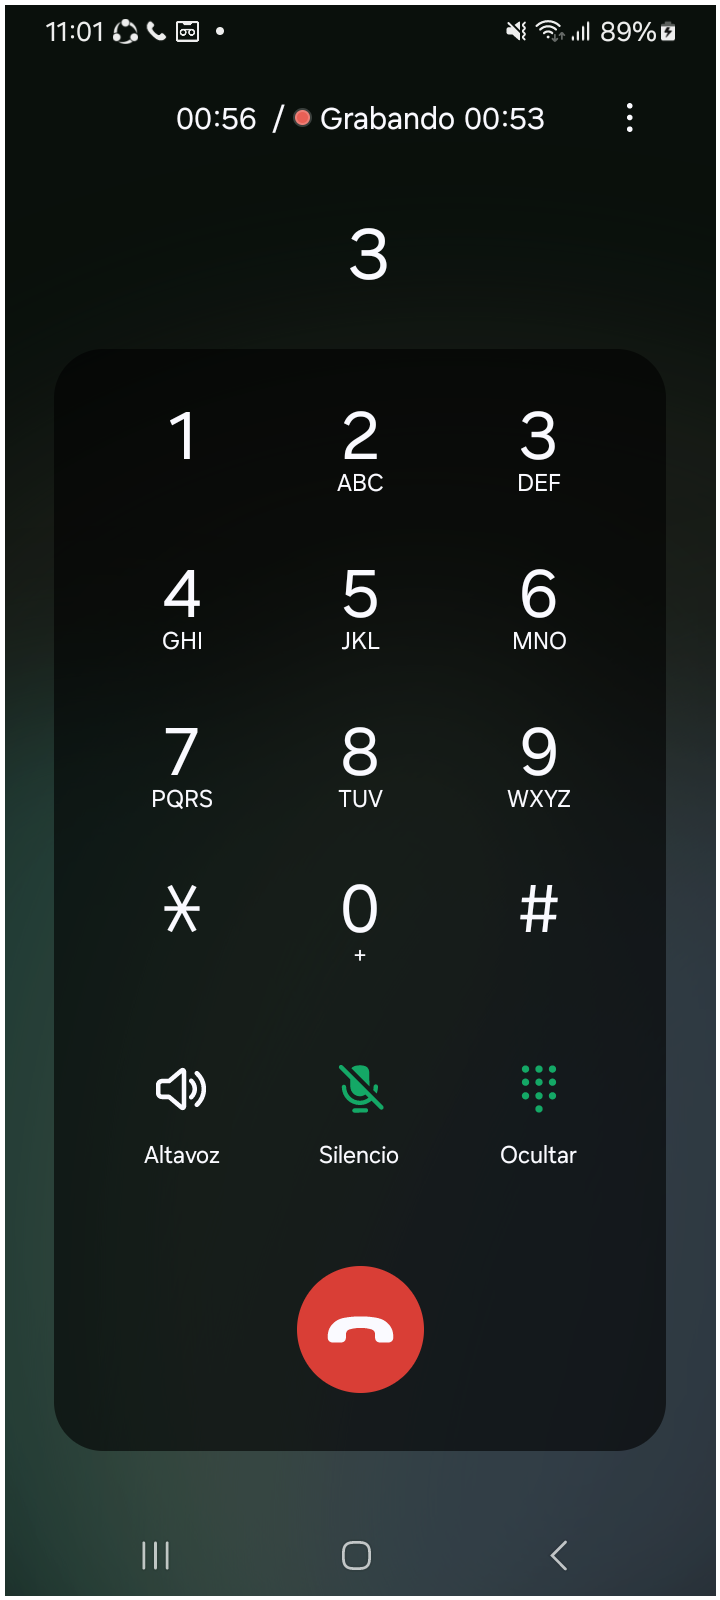 11:01 89%
00:56 / Grabando 00:53
3
1 2 3
ABC DEF
4 5 6
GHI JKL MNO
7 8 9
PQRS TUV WXYZ
* 0 #
+
Altavoz Silencio Ocultar